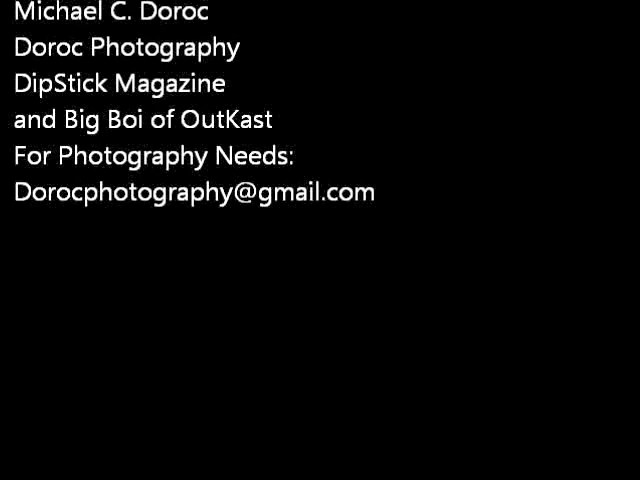 Michael C. Doroc
Doroc Photography
DipStick Magazine
and Big Boi of OutKast
For Photography Needs:
Dorocphotography@gmail.com